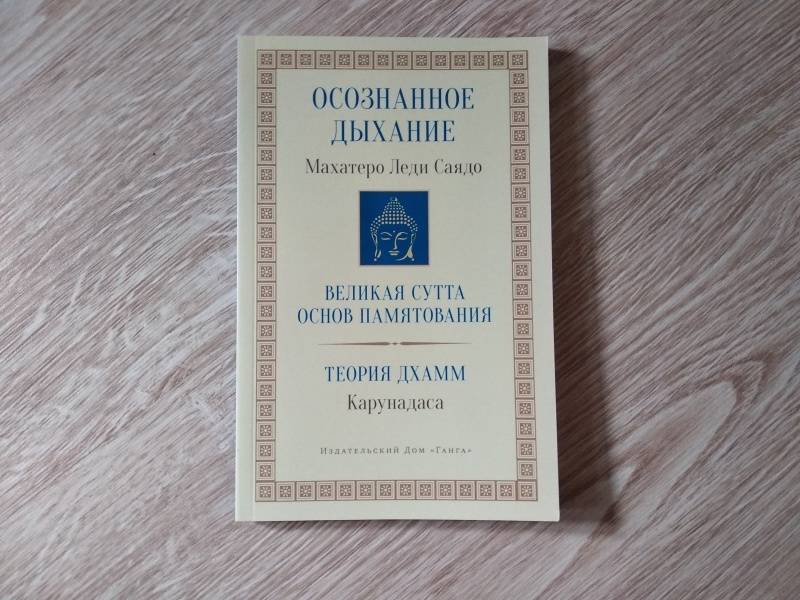 ОСОЗНАННОЕ
ДЫХАНИЕ
Махатеро Леди Саядо
ВЕЛИКАЯ СУТТА
ОСНОВ ПАМЯТОВАНИЯ
ТЕОРИЯ ДХАММ
Карунадаса
Издательский Дом «Ганга»